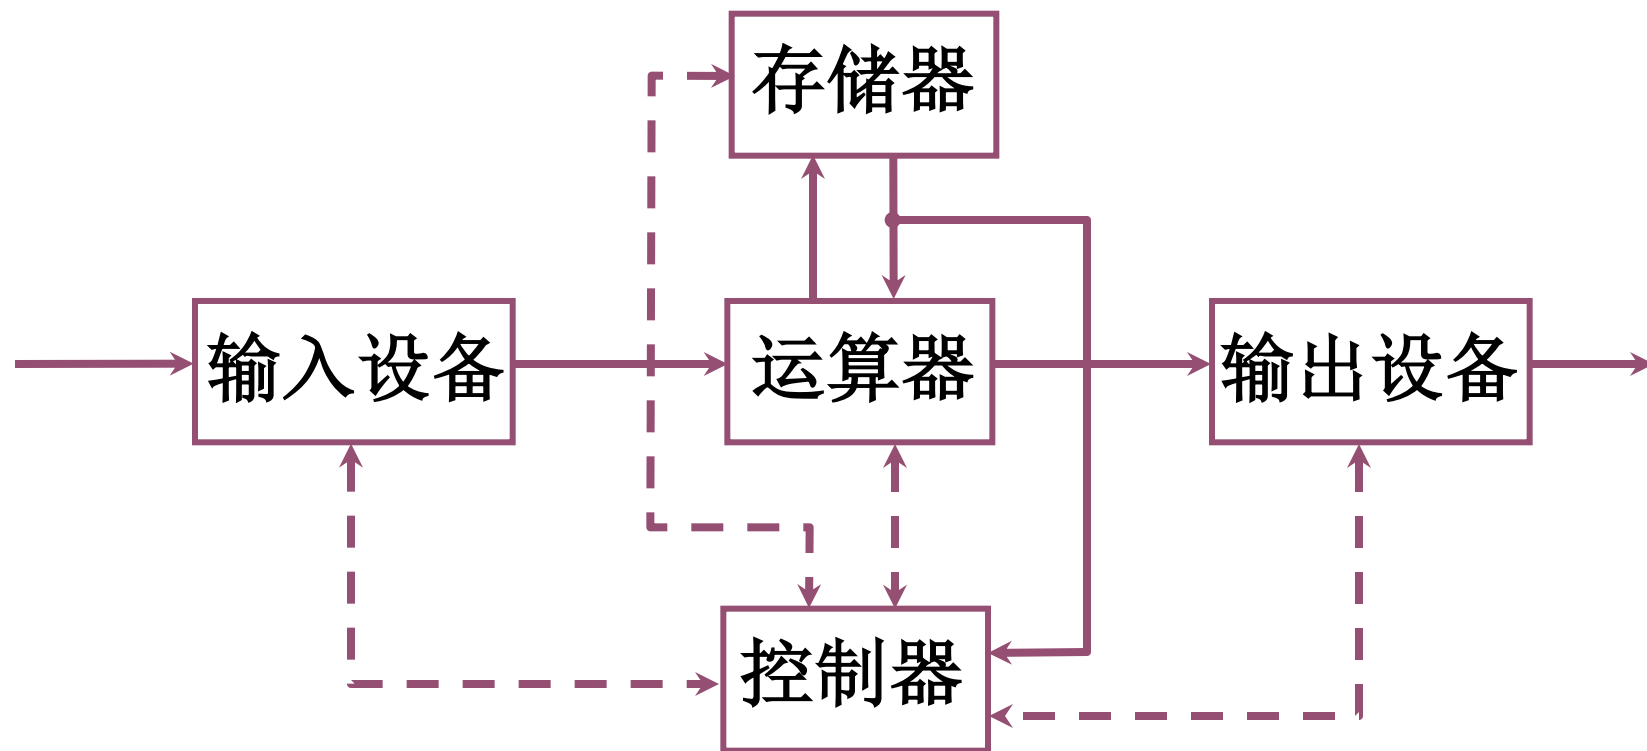 存储器
输入设备
运算器
输出设备
控制器